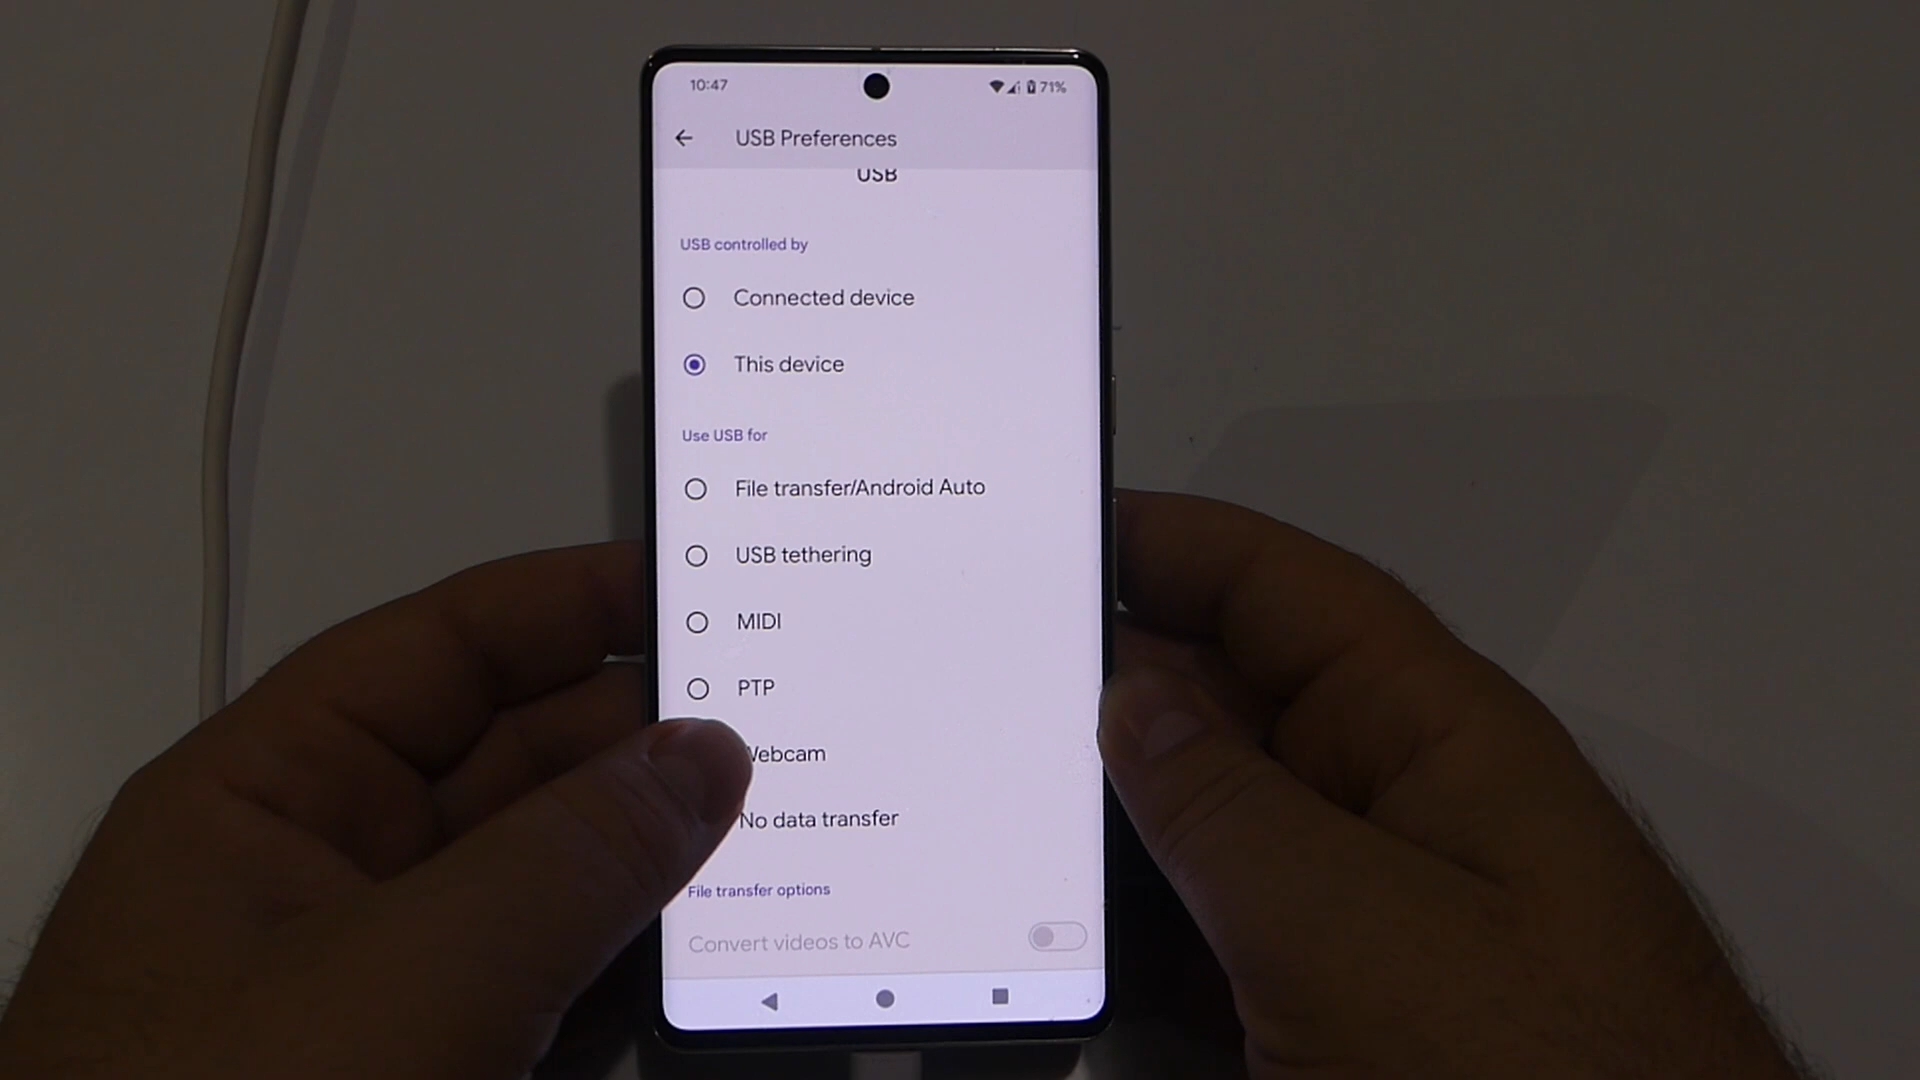 10:47
71%
USB Preferences
USB
USB controlled by
Connected device
This device
Use USB for
File transfer/Android Auto
USB tethering
MIDI
PTP
Webcam
No data transfer
File transfer options
Convert videos to AVC